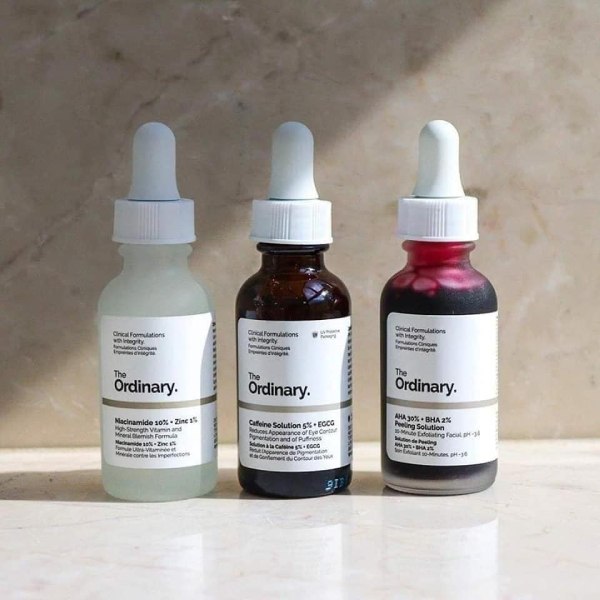 Clinical Formulations
with Integrity.
Formulations Cliniques
Empreintes d'Intégrité.
The
Ordinary.
Niacinamide 10% + Zinc 1%
High-Strength Vitamin and
Mineral Blemish Formula
Niacinamide 10% + Zinc 1%
Formule Ultra-Vitaminée et
Minérale contre les Imperfections
Clinical Formulations
with Integrity.
Formulations Cliniques
Empreintes d'Intégrité.
UV-Protective
Packaging
The
Ordinary.
Caffeine Solution 5% + EGCG
Reduces Appearance of Eye Contour
Pigmentation and of Puffiness
Solution à la Caféine 5% + EGCG
Réduit l'Apparence de Pigmentation
et de Gonflement du Contour des Yeux
Clinical Formulations
with Integrity.
Formulations Cliniques
Empreintes d'Intégrité.
The
Ordinary.
AHA 30% + BHA 2%
Peeling Solution
10-Minute Exfoliating Facial, pH ~3.6
Solution de Peeling
AHA 30% + BHA 2%
Soin Exfoliant 10-Minutes, pH ~3.6